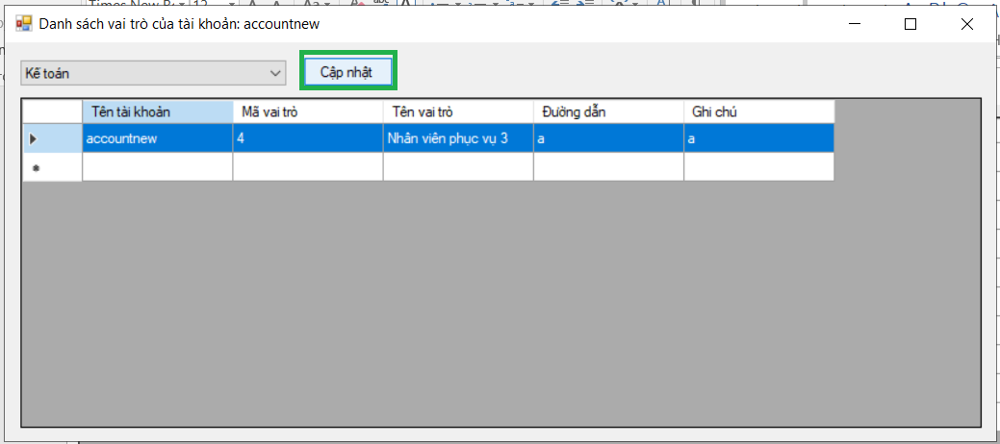 Danh sách vai trò của tài khoản: accountnew
Kế toán
Cập nhật
Tên tài khoản Mã vai trò Tên vai trò Đường dẫn Ghi chú
accountnew 4 Nhân viên phục vụ 3 a a